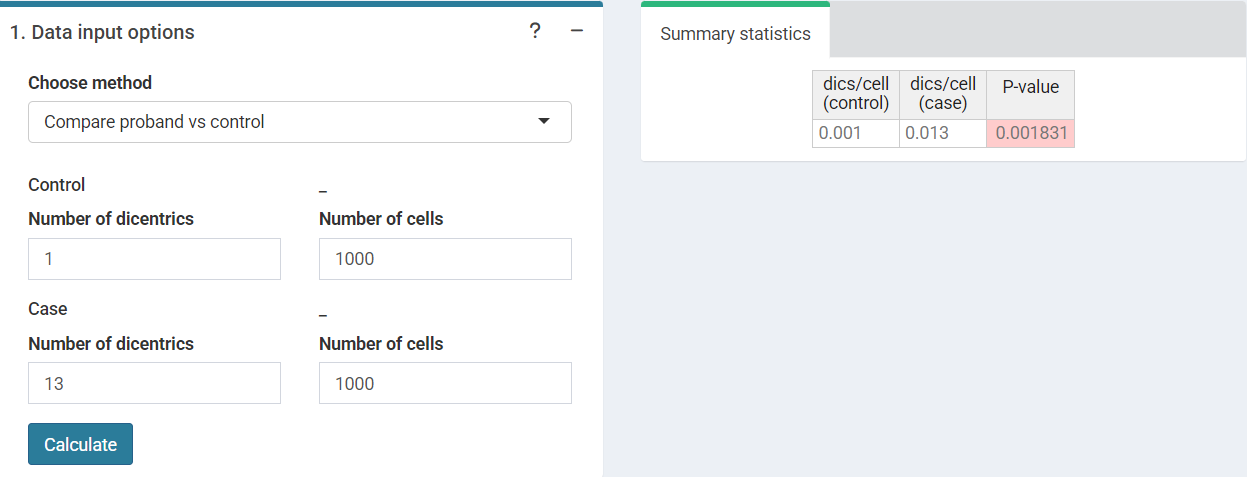 1. Data input options ? −
Choose method
Compare proband vs control
Control _
Number of dicentrics Number of cells
1 1000
Case _
Number of dicentrics Number of cells
13 1000
Calculate
Summary statistics
dics/cell (control) dics/cell (case) P-value
0.001 0.013 0.001831